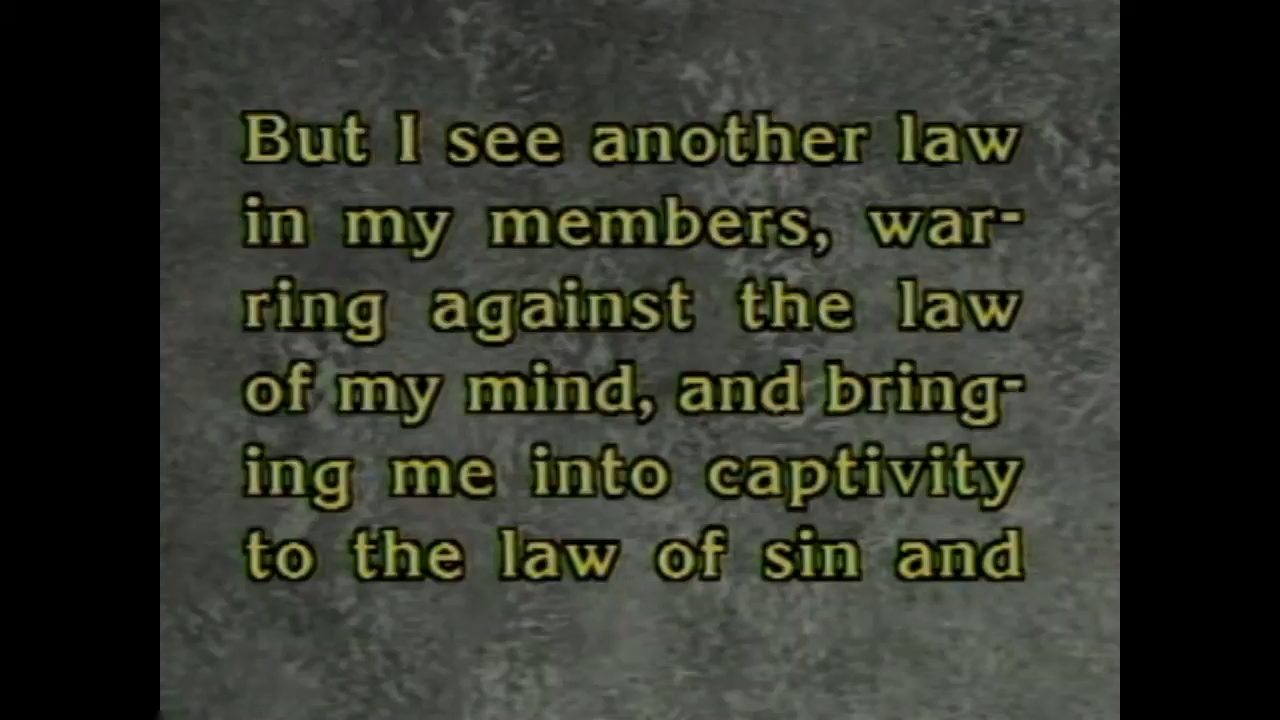 But I see another law
in my members, war-
ring against the law
of my mind, and bring-
ing me into captivity
to the law of sin and